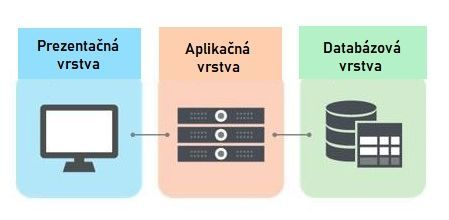 Prezentačná
vrstva
Aplikačná
vrstva
Databázová
vrstva